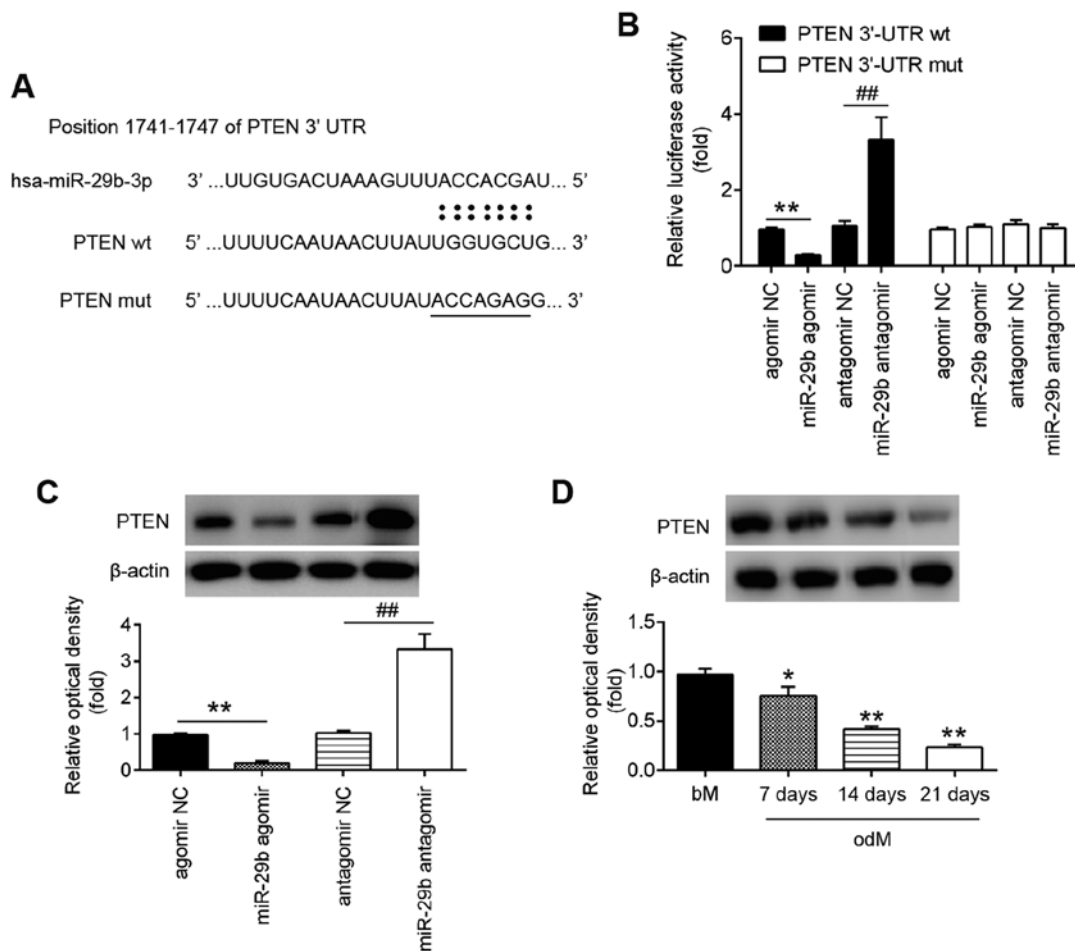 A
Position 1741-1747 of PTEN 3' UTR
hsa-miR-29b-3p 3' ...UUGUGACUAAAGUUUACCACGAU... 5'
PTEN wt 5' ...UUUUCAAUAACUUAUUGGUGCUG... 3'
PTEN mut 5' ...UUUUCAAUAACUUAUACCAGAGG... 3'
B
PTEN 3'-UTR wt
PTEN 3'-UTR mut
Relative luciferase activity
(fold)
6
4
2
0
**
##
agomir NC
miR-29b agomir
antagomir NC
miR-29b antagomir
agomir NC
miR-29b agomir
antagomir NC
miR-29b antagomir
C
PTEN
β-actin
Relative optical density
(fold)
4
3
2
1
0
**
##
agomir NC
miR-29b agomir
antagomir NC
miR-29b antagomir
D
PTEN
β-actin
Relative optical density
(fold)
1.5
1.0
0.5
0.0
*
**
**
bM 7 days 14 days 21 days
odM